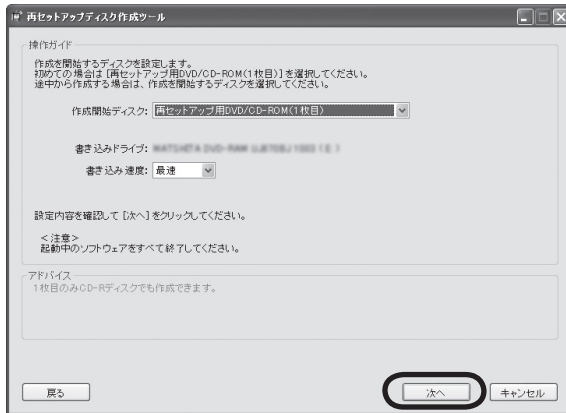 再セットアップディスク作成ツール
操作ガイド
作成を開始するディスクを設定します。
初めての場合は[再セットアップ用DVD/CD-ROM(1枚目)]を選択してください。
途中から作成する場合は、作成を開始するディスクを選択してください。
作成開始ディスク: 再セットアップ用DVD/CD-ROM(1枚目)
書き込みドライブ:
書き込み速度: 最速
設定内容を確認して[次へ]をクリックしてください。
<注意>
起動中のソフトウェアをすべて終了してください。
アドバイス
1枚目のみCD-Rディスクでも作成できます。
戻る 次へ キャンセル